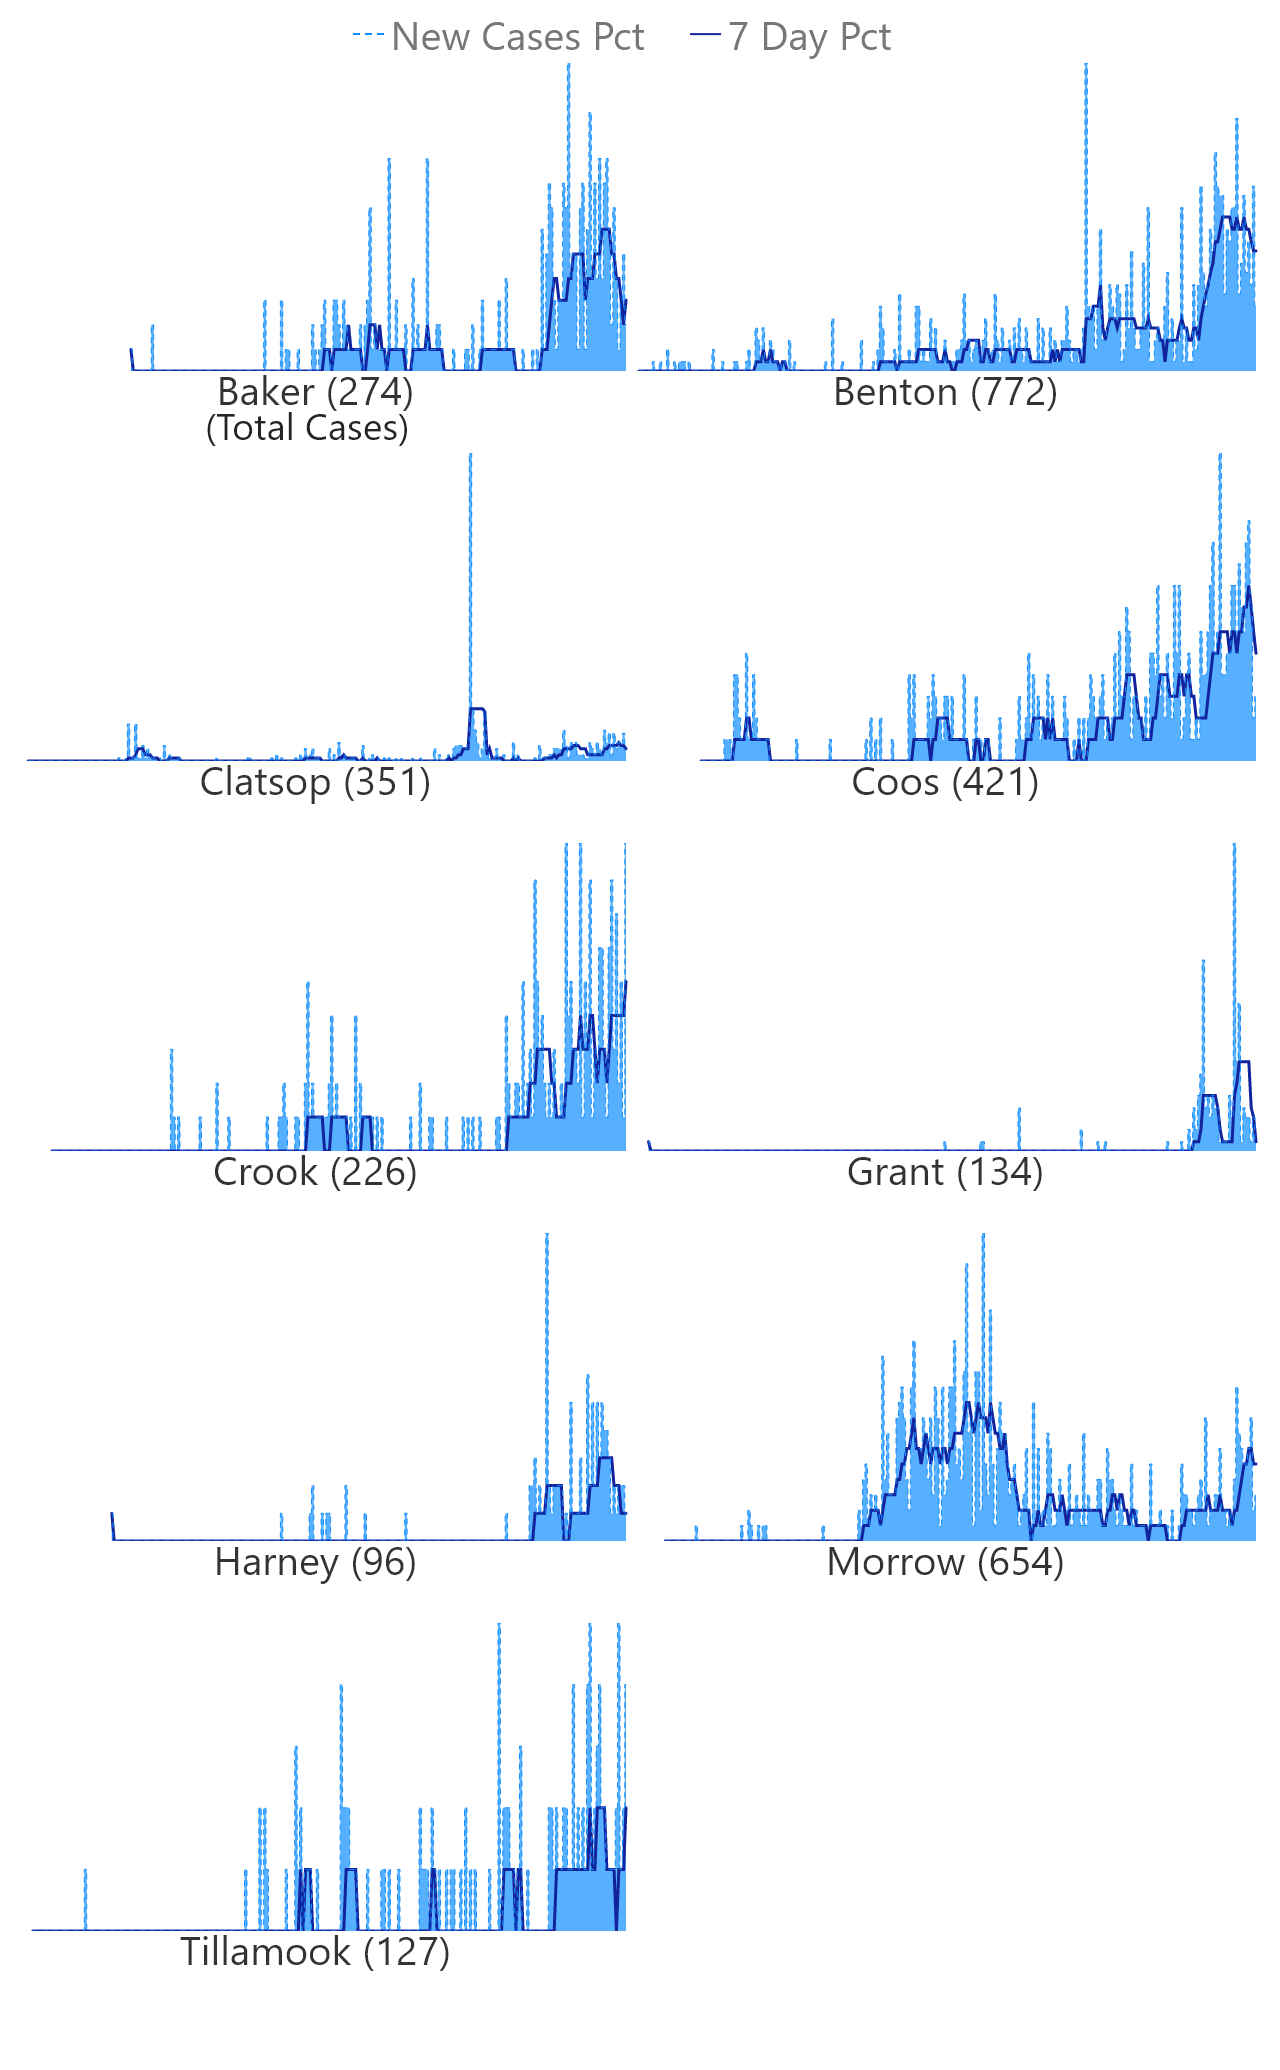 New Cases Pct 7 Day Pct
Baker (274) Benton (772)
(Total Cases)
Clatsop (351) Coos (421)
Crook (226) Grant (134)
Harney (96) Morrow (654)
Tillamook (127)